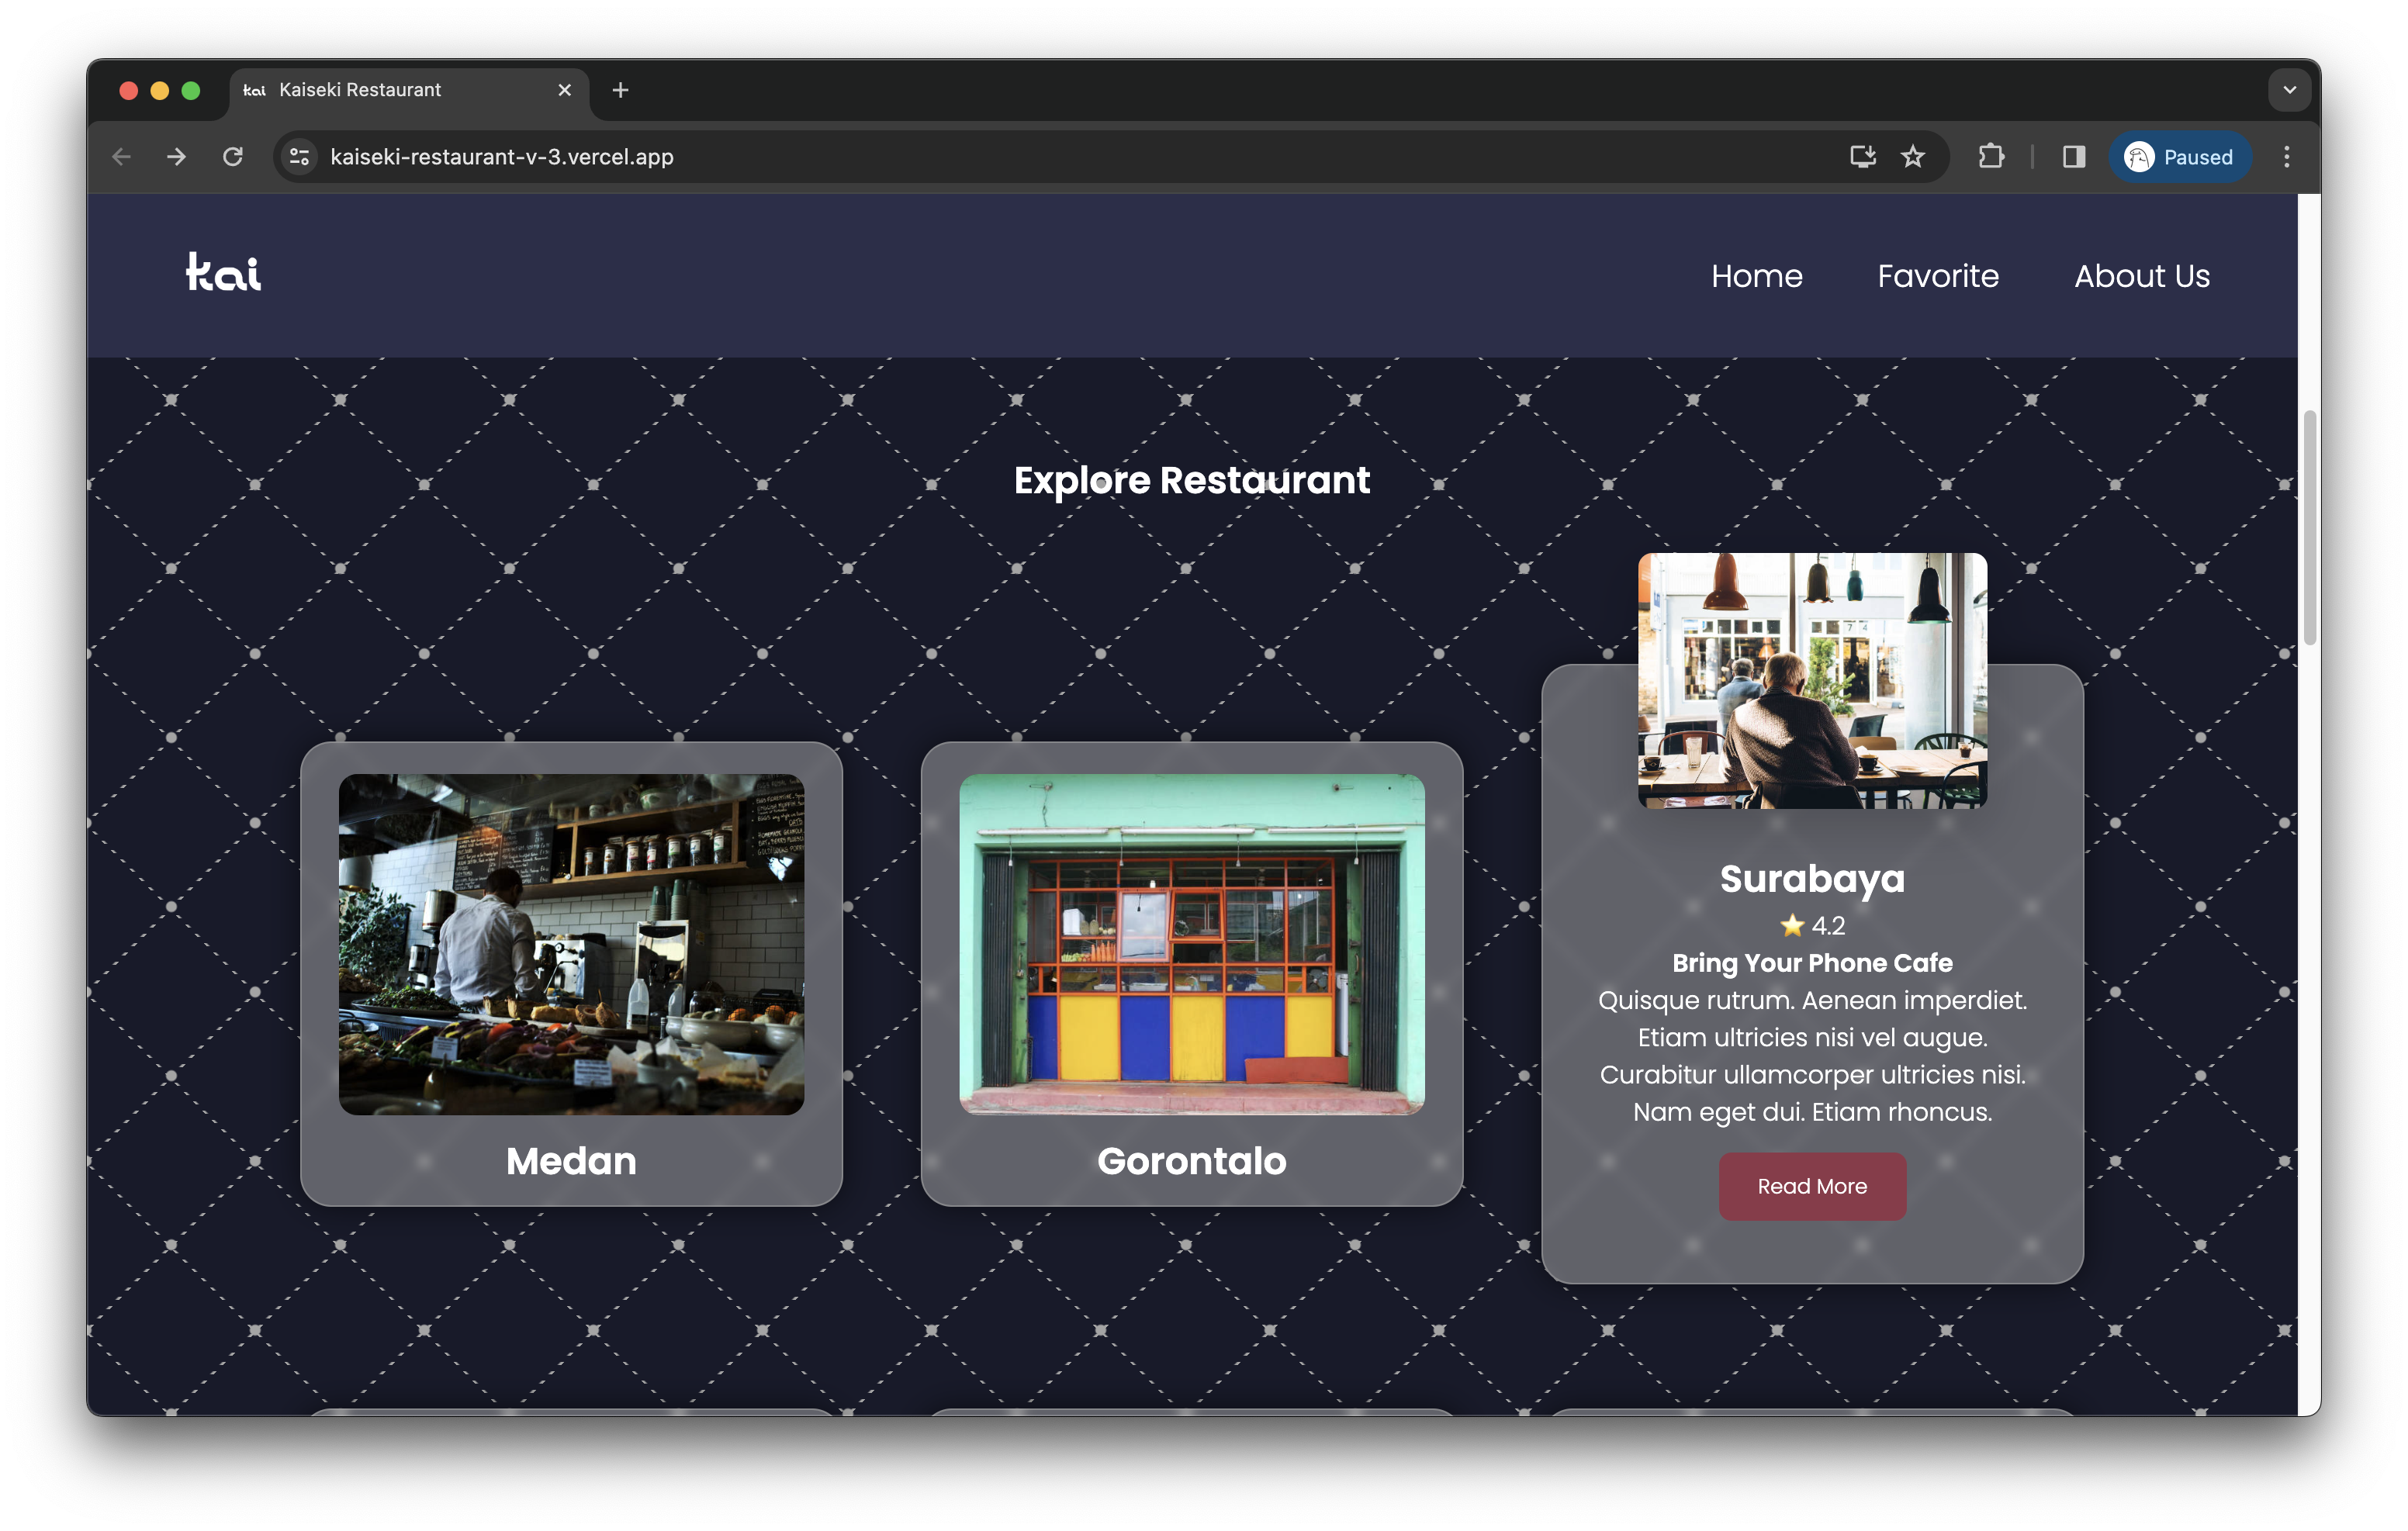 kai Kaiseki Restaurant
kaiseki-restaurant-v-3.vercel.app
Paused
kai
Home Favorite About Us
Explore Restaurant
Medan
Gorontalo
Surabaya
⭐ 4.2
Bring Your Phone Cafe
Quisque rutrum. Aenean imperdiet.
Etiam ultricies nisi vel augue.
Curabitur ullamcorper ultricies nisi.
Nam eget dui. Etiam rhoncus.
Read More